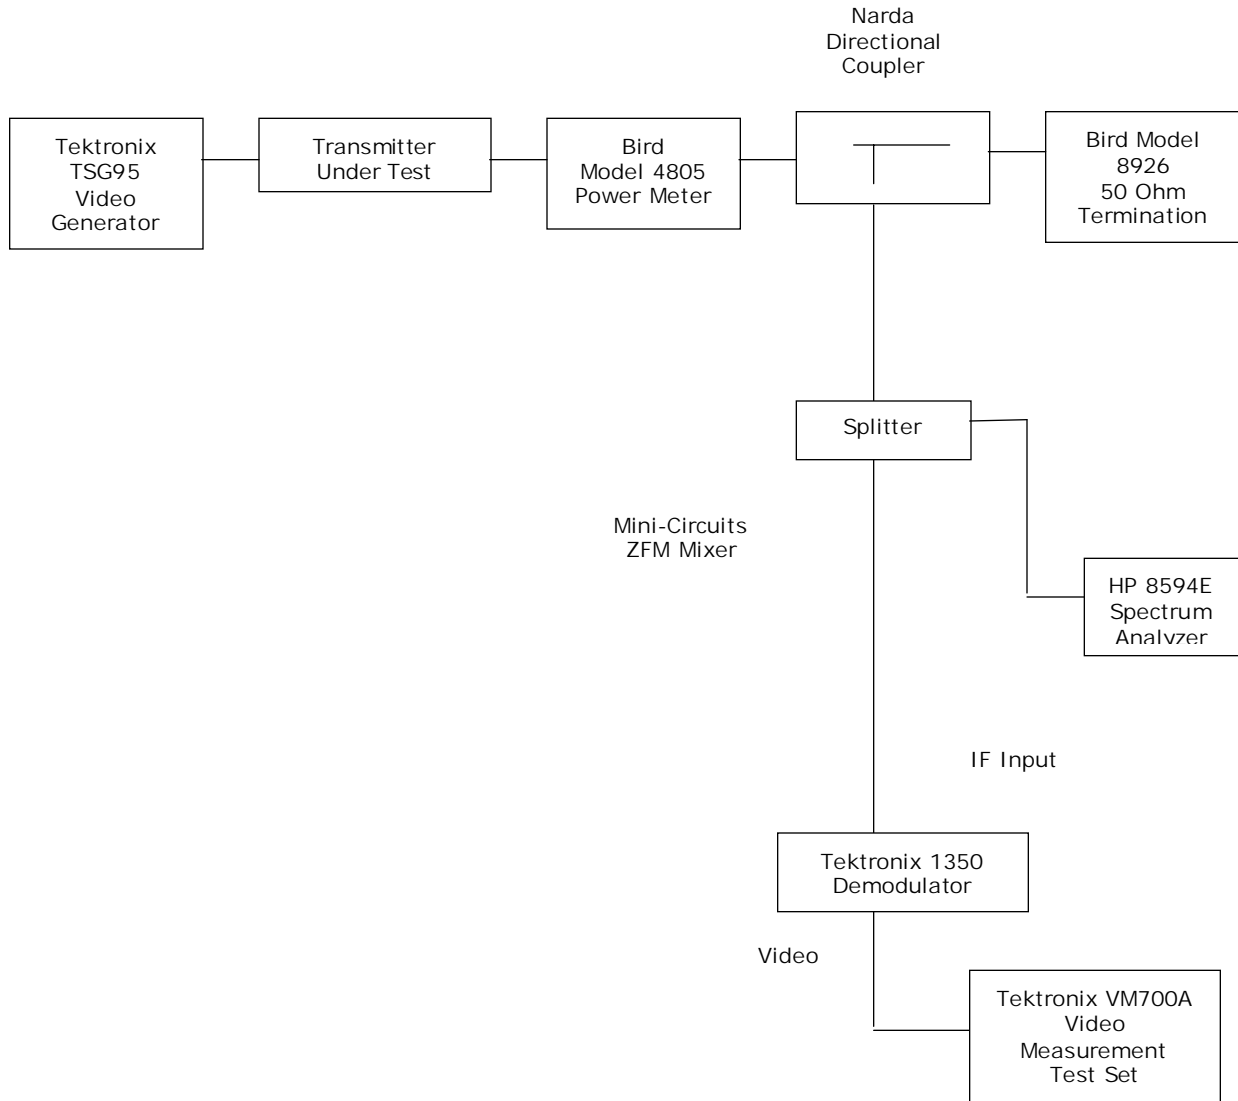 Narda
Directional
Coupler
Tektronix
TSG95
Video
Generator
Transmitter
Under Test
Bird
Model 4805
Power Meter
Bird Model
8926
50 Ohm
Termination
Splitter
Mini-Circuits
ZFM Mixer
HP 8594E
Spectrum
Analyzer
IF Input
Tektronix 1350
Demodulator
Video
Tektronix VM700A
Video
Measurement
Test Set